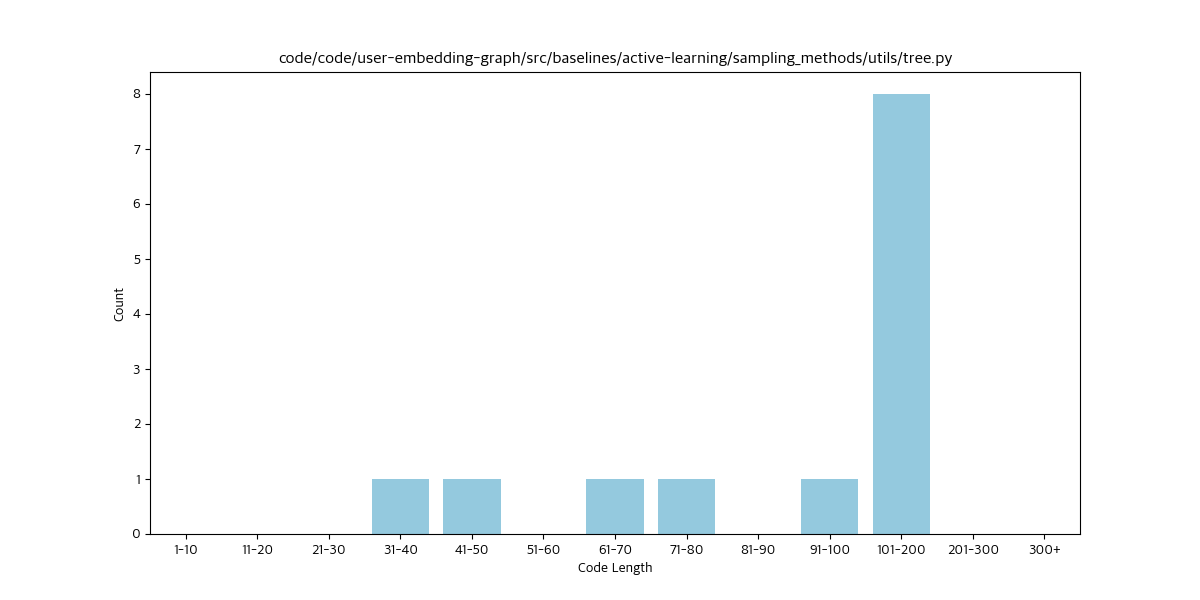 code/code/user-embedding-graph/src/baselines/active-learning/sampling_methods/utils/tree.py
8
7
6
5
4
3
2
1
0
Count
1-10 11-20 21-30 31-40 41-50 51-60 61-70 71-80 81-90 91-100 101-200 201-300 300+
Code Length